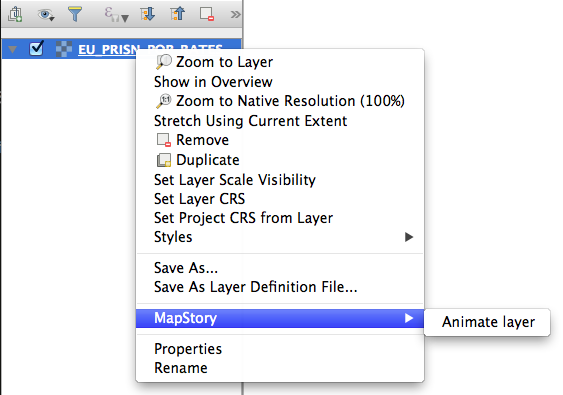 EU_PRISN_POP_RATES
Zoom to Layer
Show in Overview
1:1
Zoom to Native Resolution (100%)
Stretch Using Current Extent
Remove
Duplicate
Set Layer Scale Visibility
Set Layer CRS
Set Project CRS from Layer
Styles
Save As...
Save As Layer Definition File...
MapStory
Animate layer
Properties
Rename